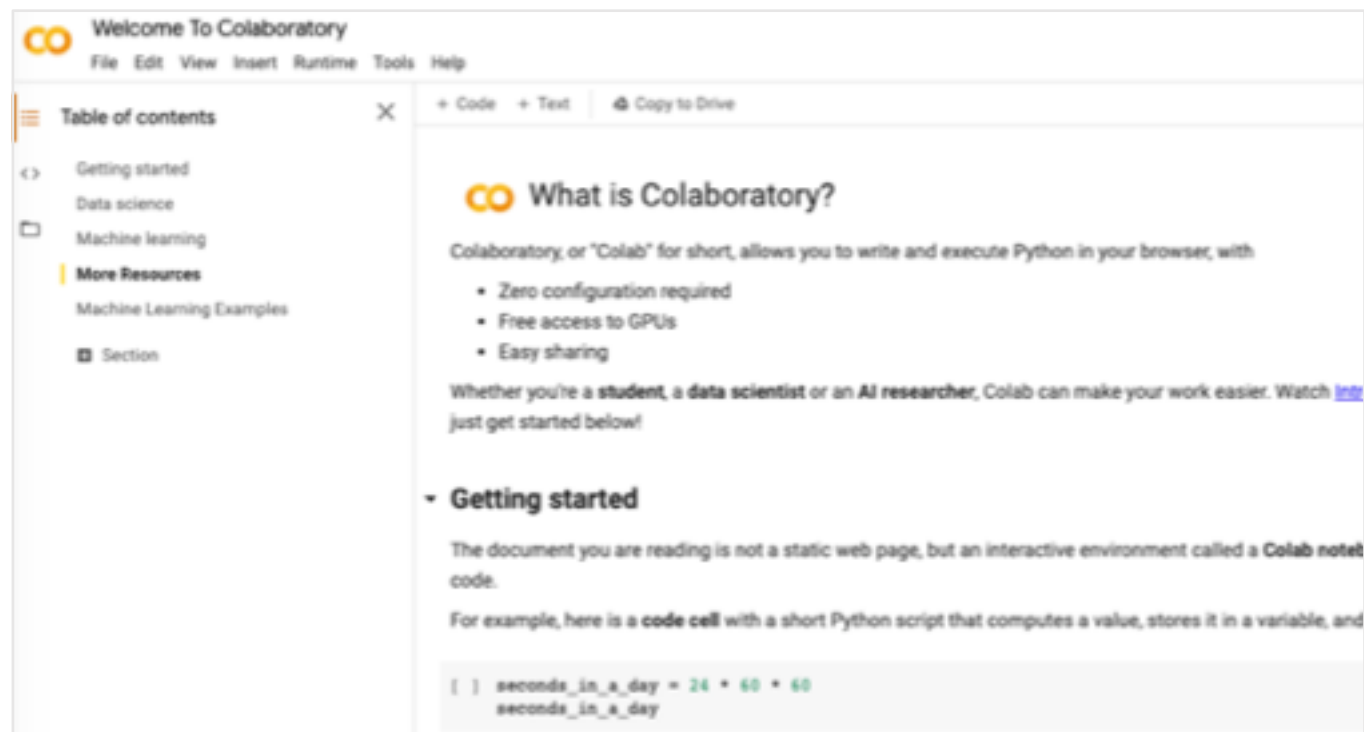 Welcome To Colaboratory
File Edit View Insert Runtime Tools Help
Table of contents
Getting started
Data science
Machine learning
More Resources
Machine Learning Examples
Section
+ Code + Text Copy to Drive
What is Colaboratory?
Colaboratory, or "Colab" for short, allows you to write and execute Python in your browser, with
• Zero configuration required
• Free access to GPUs
• Easy sharing
Whether you're a student, a data scientist or an AI researcher, Colab can make your work easier. Watch Intr
just get started below!
Getting started
The document you are reading is not a static web page, but an interactive environment called a Colab noteb
code.
For example, here is a code cell with a short Python script that computes a value, stores it in a variable, and
[ ] seconds_in_a_day = 24 * 60 * 60
seconds_in_a_day